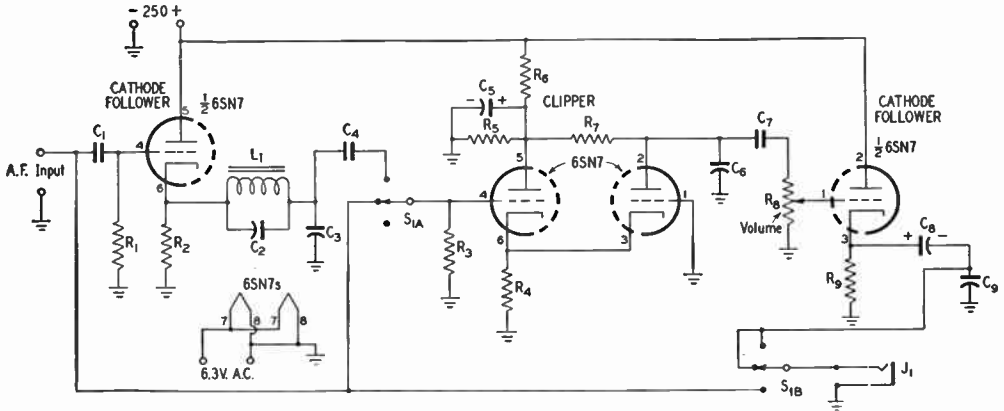 - 250 +
CATHODE
FOLLOWER
1/2 6SN7
5
4
6
C1
A.F. Input
R1
R2
L1
C2
C3
C4
S1A
6SN7s
7
8
7
8
6.3V. A.C.
R3
R4
- C5 +
R5
R6
CLIPPER
R7
6SN7
5
4
6
2
1
3
C6
C7
R8
Volume
CATHODE
FOLLOWER
1/2 6SN7
2
1
3
+ C8 -
R9
C9
S1B
J1